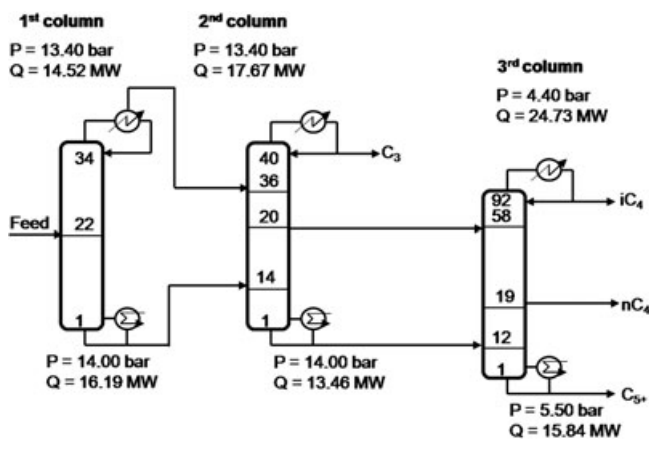 1st column
P = 13.40 bar
Q = 14.52 MW
2nd column
P = 13.40 bar
Q = 17.67 MW
3rd column
P = 4.40 bar
Q = 24.73 MW
34
22
1
Feed
P = 14.00 bar
Q = 16.19 MW
40
36
20
14
1
C3
P = 14.00 bar
Q = 13.46 MW
92
58
19
12
1
iC4
nC4
C5+
P = 5.50 bar
Q = 15.84 MW